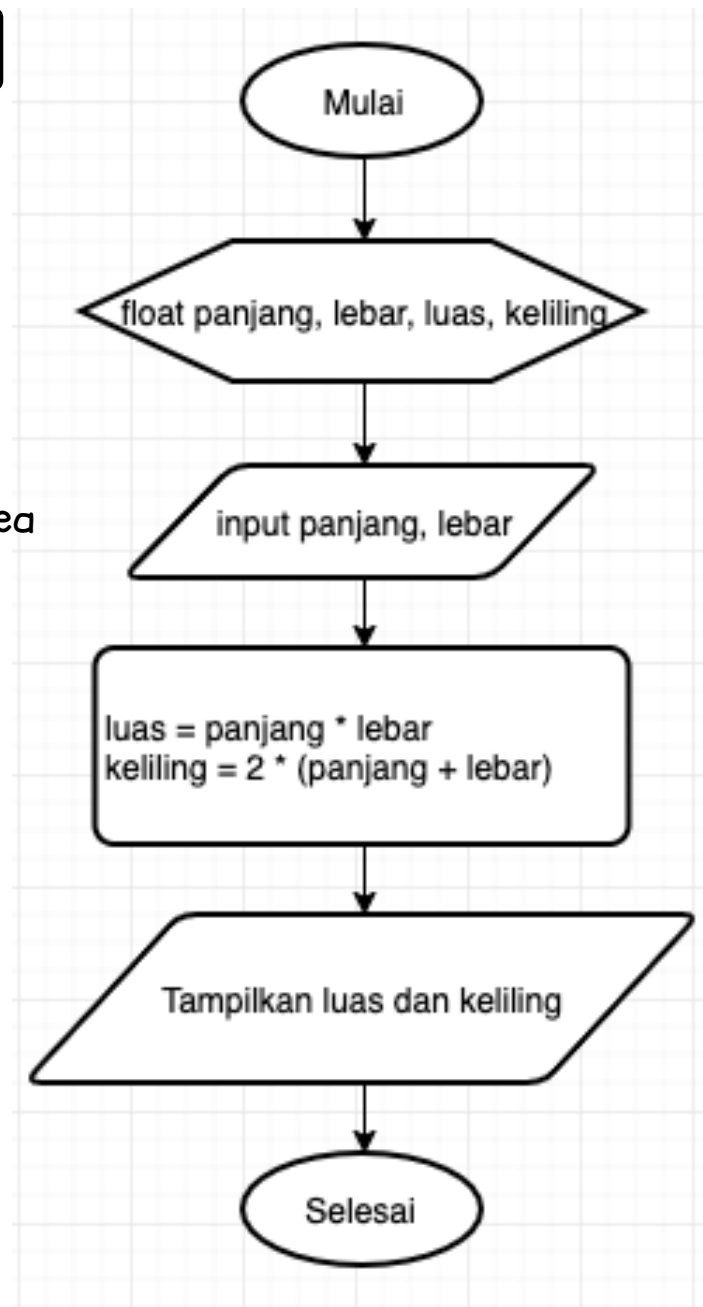 Mulai
float panjang, lebar, luas, keliling
input panjang, lebar
luas = panjang * lebar
keliling = 2 * (panjang + lebar)
Tampilkan luas dan keliling
Selesai